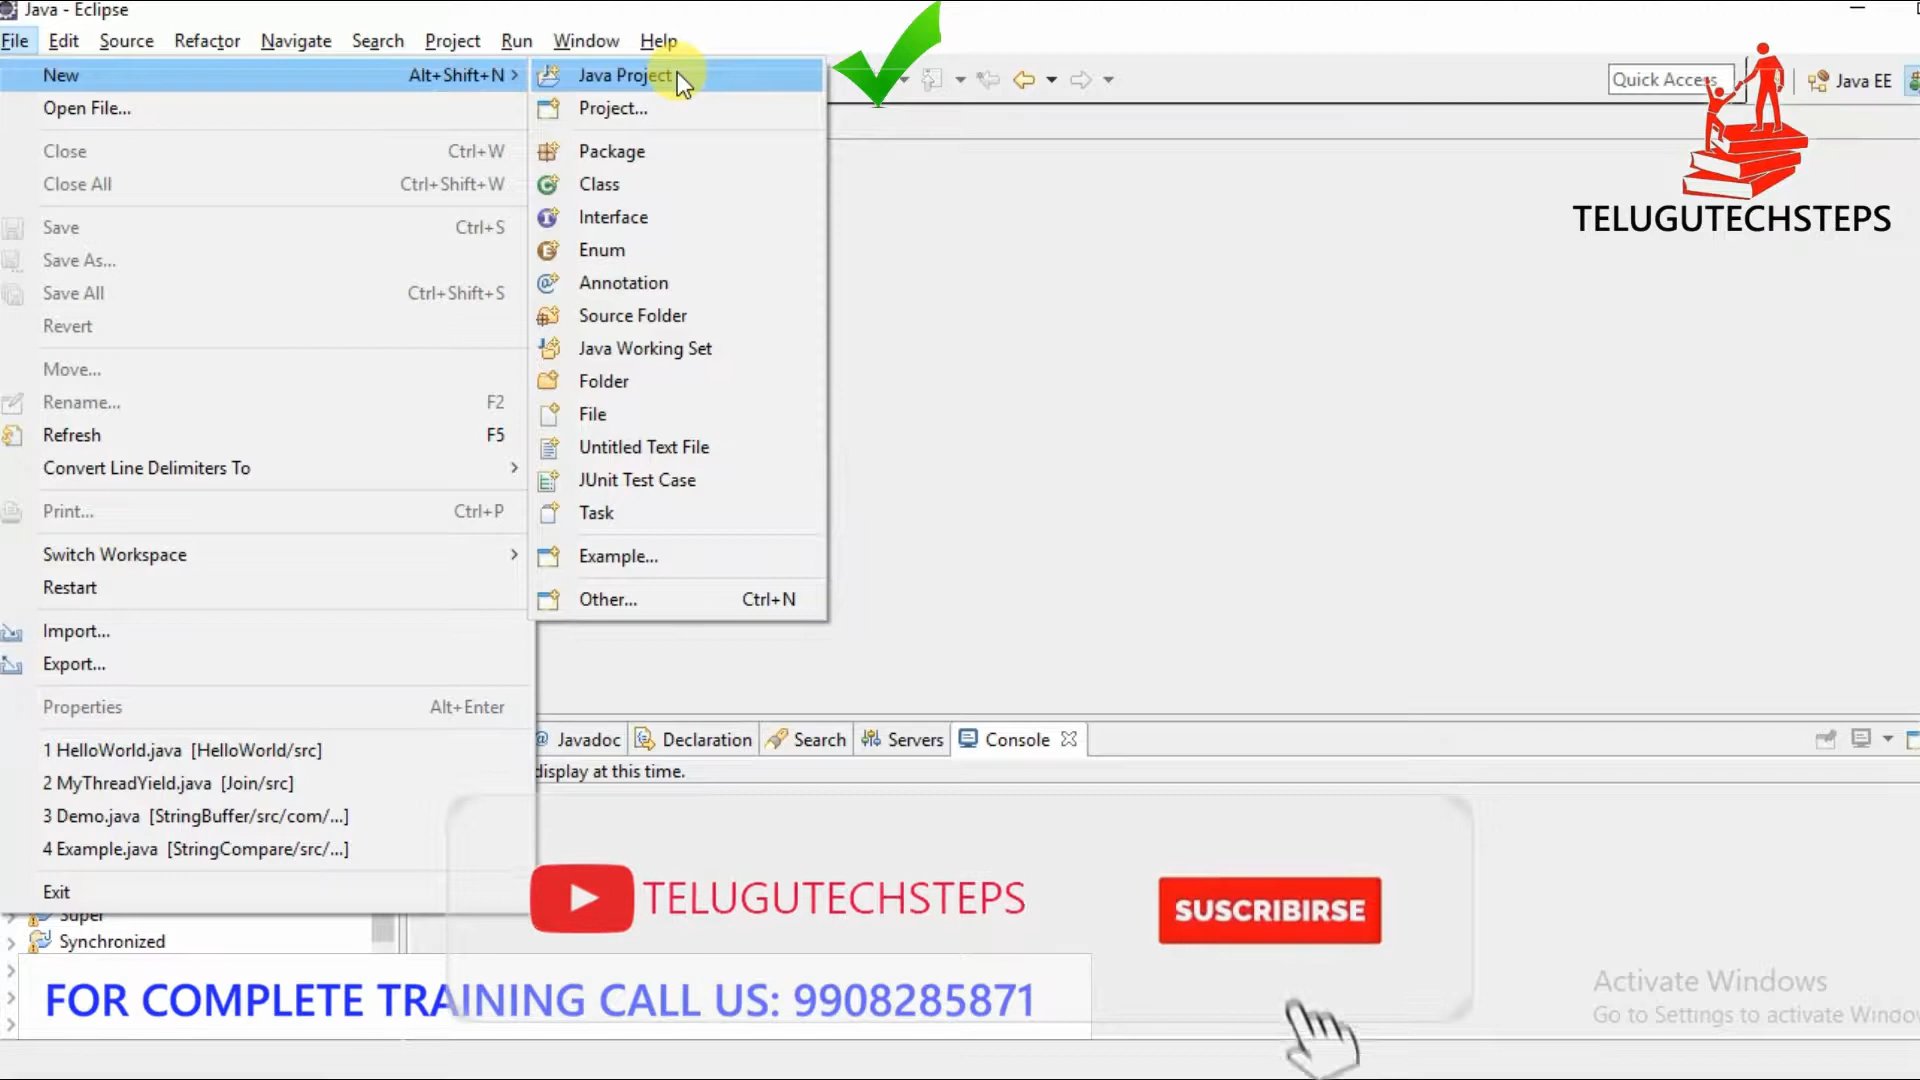 Java - Eclipse
File Edit Source Refactor Navigate Search Project Run Window Help
New Alt+Shift+N
Open File...
Close Ctrl+W
Close All Ctrl+Shift+W
Save Ctrl+S
Save As...
Save All Ctrl+Shift+S
Revert
Move...
Rename... F2
Refresh F5
Convert Line Delimiters To
Print... Ctrl+P
Switch Workspace
Restart
Import...
Export...
Properties Alt+Enter
1 HelloWorld.java [HelloWorld/src]
2 MyThreadYield.java [Join/src]
3 Demo.java [StringBuffer/src/com/...]
4 Example.java [StringCompare/src/...]
Exit
Java Project
Project...
Package
Class
Interface
Enum
Annotation
Source Folder
Java Working Set
Folder
File
Untitled Text File
JUnit Test Case
Task
Example...
Other... Ctrl+N
Quick Access
Java EE
TELUGUTECHSTEPS
Javadoc Declaration Search Servers Console
display at this time.
Super
Synchronized
TELUGUTECHSTEPS
SUSCRIBIRSE
FOR COMPLETE TRAINING CALL US: 9908285871
Activate Windows
Go to Settings to activate Windo